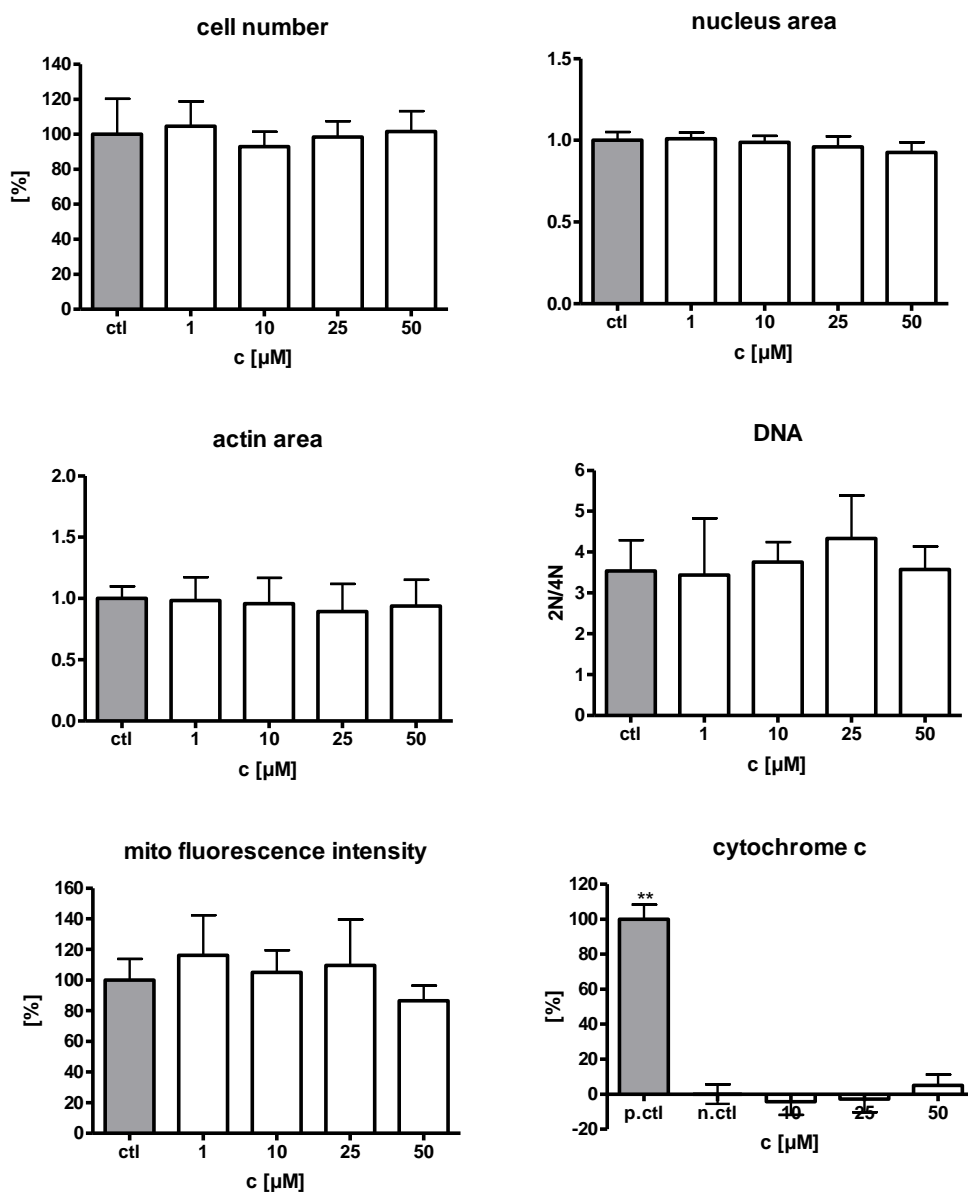 cell number
[%]
140
120
100
80
60
40
20
0
ctl 1 10 25 50
c [µM]
nucleus area
1.5
1.0
0.5
0.0
ctl 1 10 25 50
c [µM]
actin area
2.0
1.5
1.0
0.5
0.0
ctl 1 10 25 50
c [µM]
DNA
2N/4N
6
5
4
3
2
1
0
ctl 1 10 25 50
c [µM]
mito fluorescence intensity
[%]
160
140
120
100
80
60
40
20
0
ctl 1 10 25 50
c [µM]
cytochrome c
[%]
120
100
80
60
40
20
0
-20
**
p.ctl n.ctl 10 25 50
c [µM]